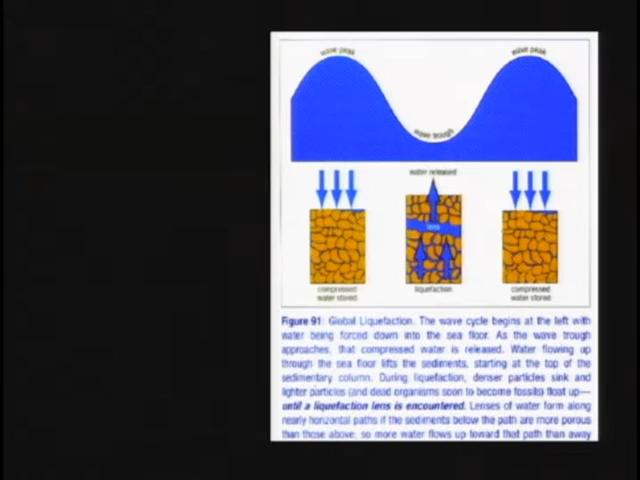 wave peak wave peak
wave trough
water released
lens
compressed
water stored
liquefaction
compressed
water stored
Figure 91: Global Liquefaction. The wave cycle begins at the left with
water being forced down into the sea floor. As the wave trough
approaches, that compressed water is released. Water flowing up
through the sea floor lifts the sediments, starting at the top of the
sedimentary column. During liquefaction, denser particles sink and
lighter particles (and dead organisms soon to become fossils) float up—
until a liquefaction lens is encountered. Lenses of water form along
nearly horizontal paths if the sediments below the path are more porous
than those above, so more water flows up toward that path than away